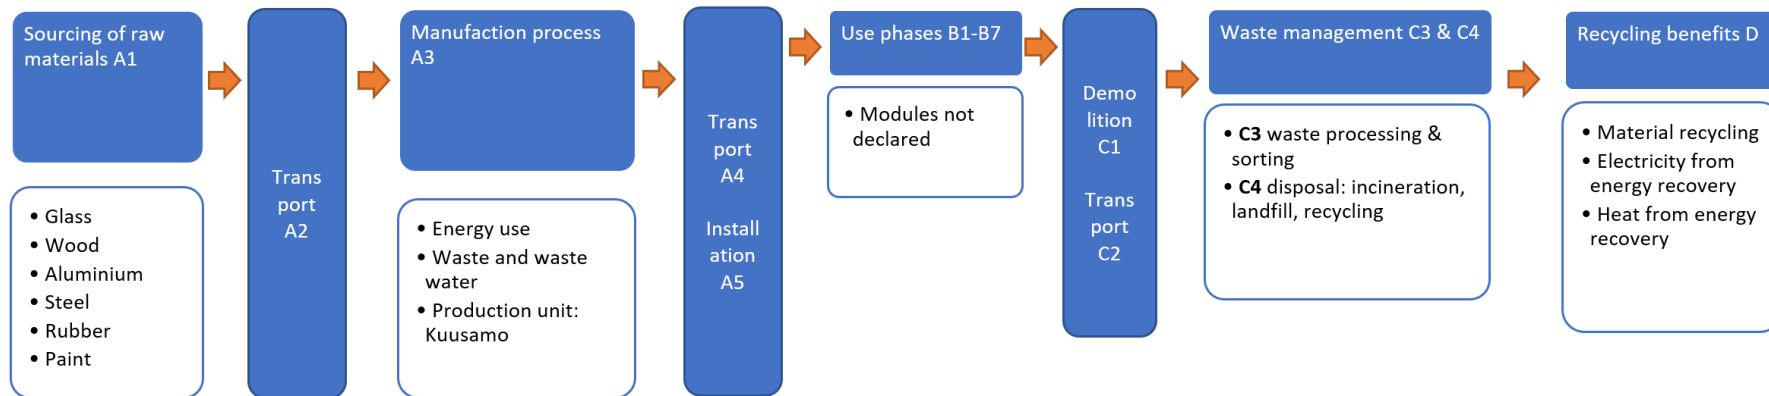 Sourcing of raw
materials A1
• Glass
• Wood
• Aluminium
• Steel
• Rubber
• Paint
Trans
port
A2
Manufaction process
A3
• Energy use
• Waste and waste
water
• Production unit:
Kuusamo
Trans
port
A4
Install
ation
A5
Use phases B1-B7
• Modules not
declared
Demo
lition
C1
Trans
port
C2
Waste management C3 & C4
• C3 waste processing &
sorting
• C4 disposal: incineration,
landfill, recycling
Recycling benefits D
• Material recycling
• Electricity from
energy recovery
• Heat from energy
recovery